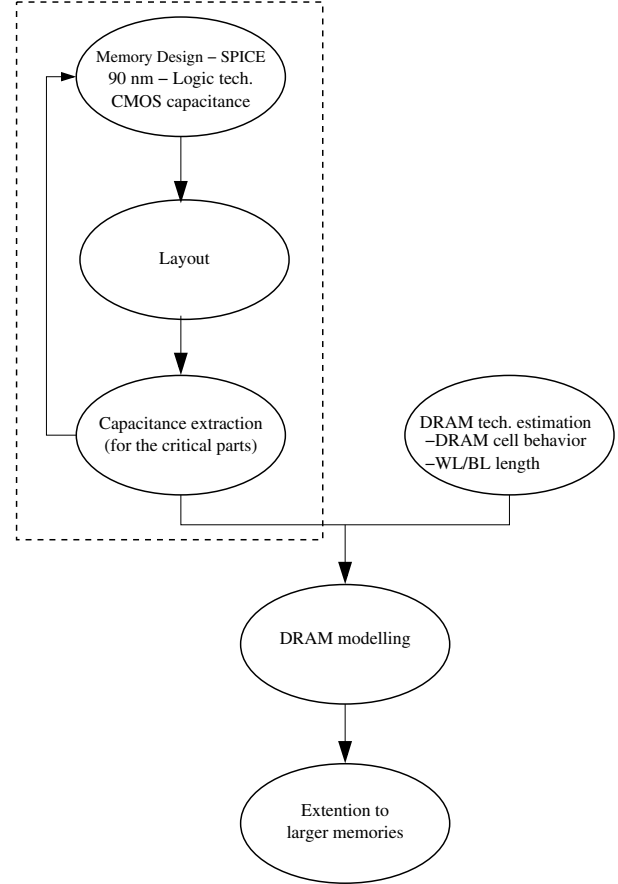 Memory Design – SPICE
90 nm – Logic tech.
CMOS capacitance
Layout
Capacitance extraction
(for the critical parts)
DRAM tech. estimation
–DRAM cell behavior
–WL/BL length
DRAM modelling
Extention to
larger memories